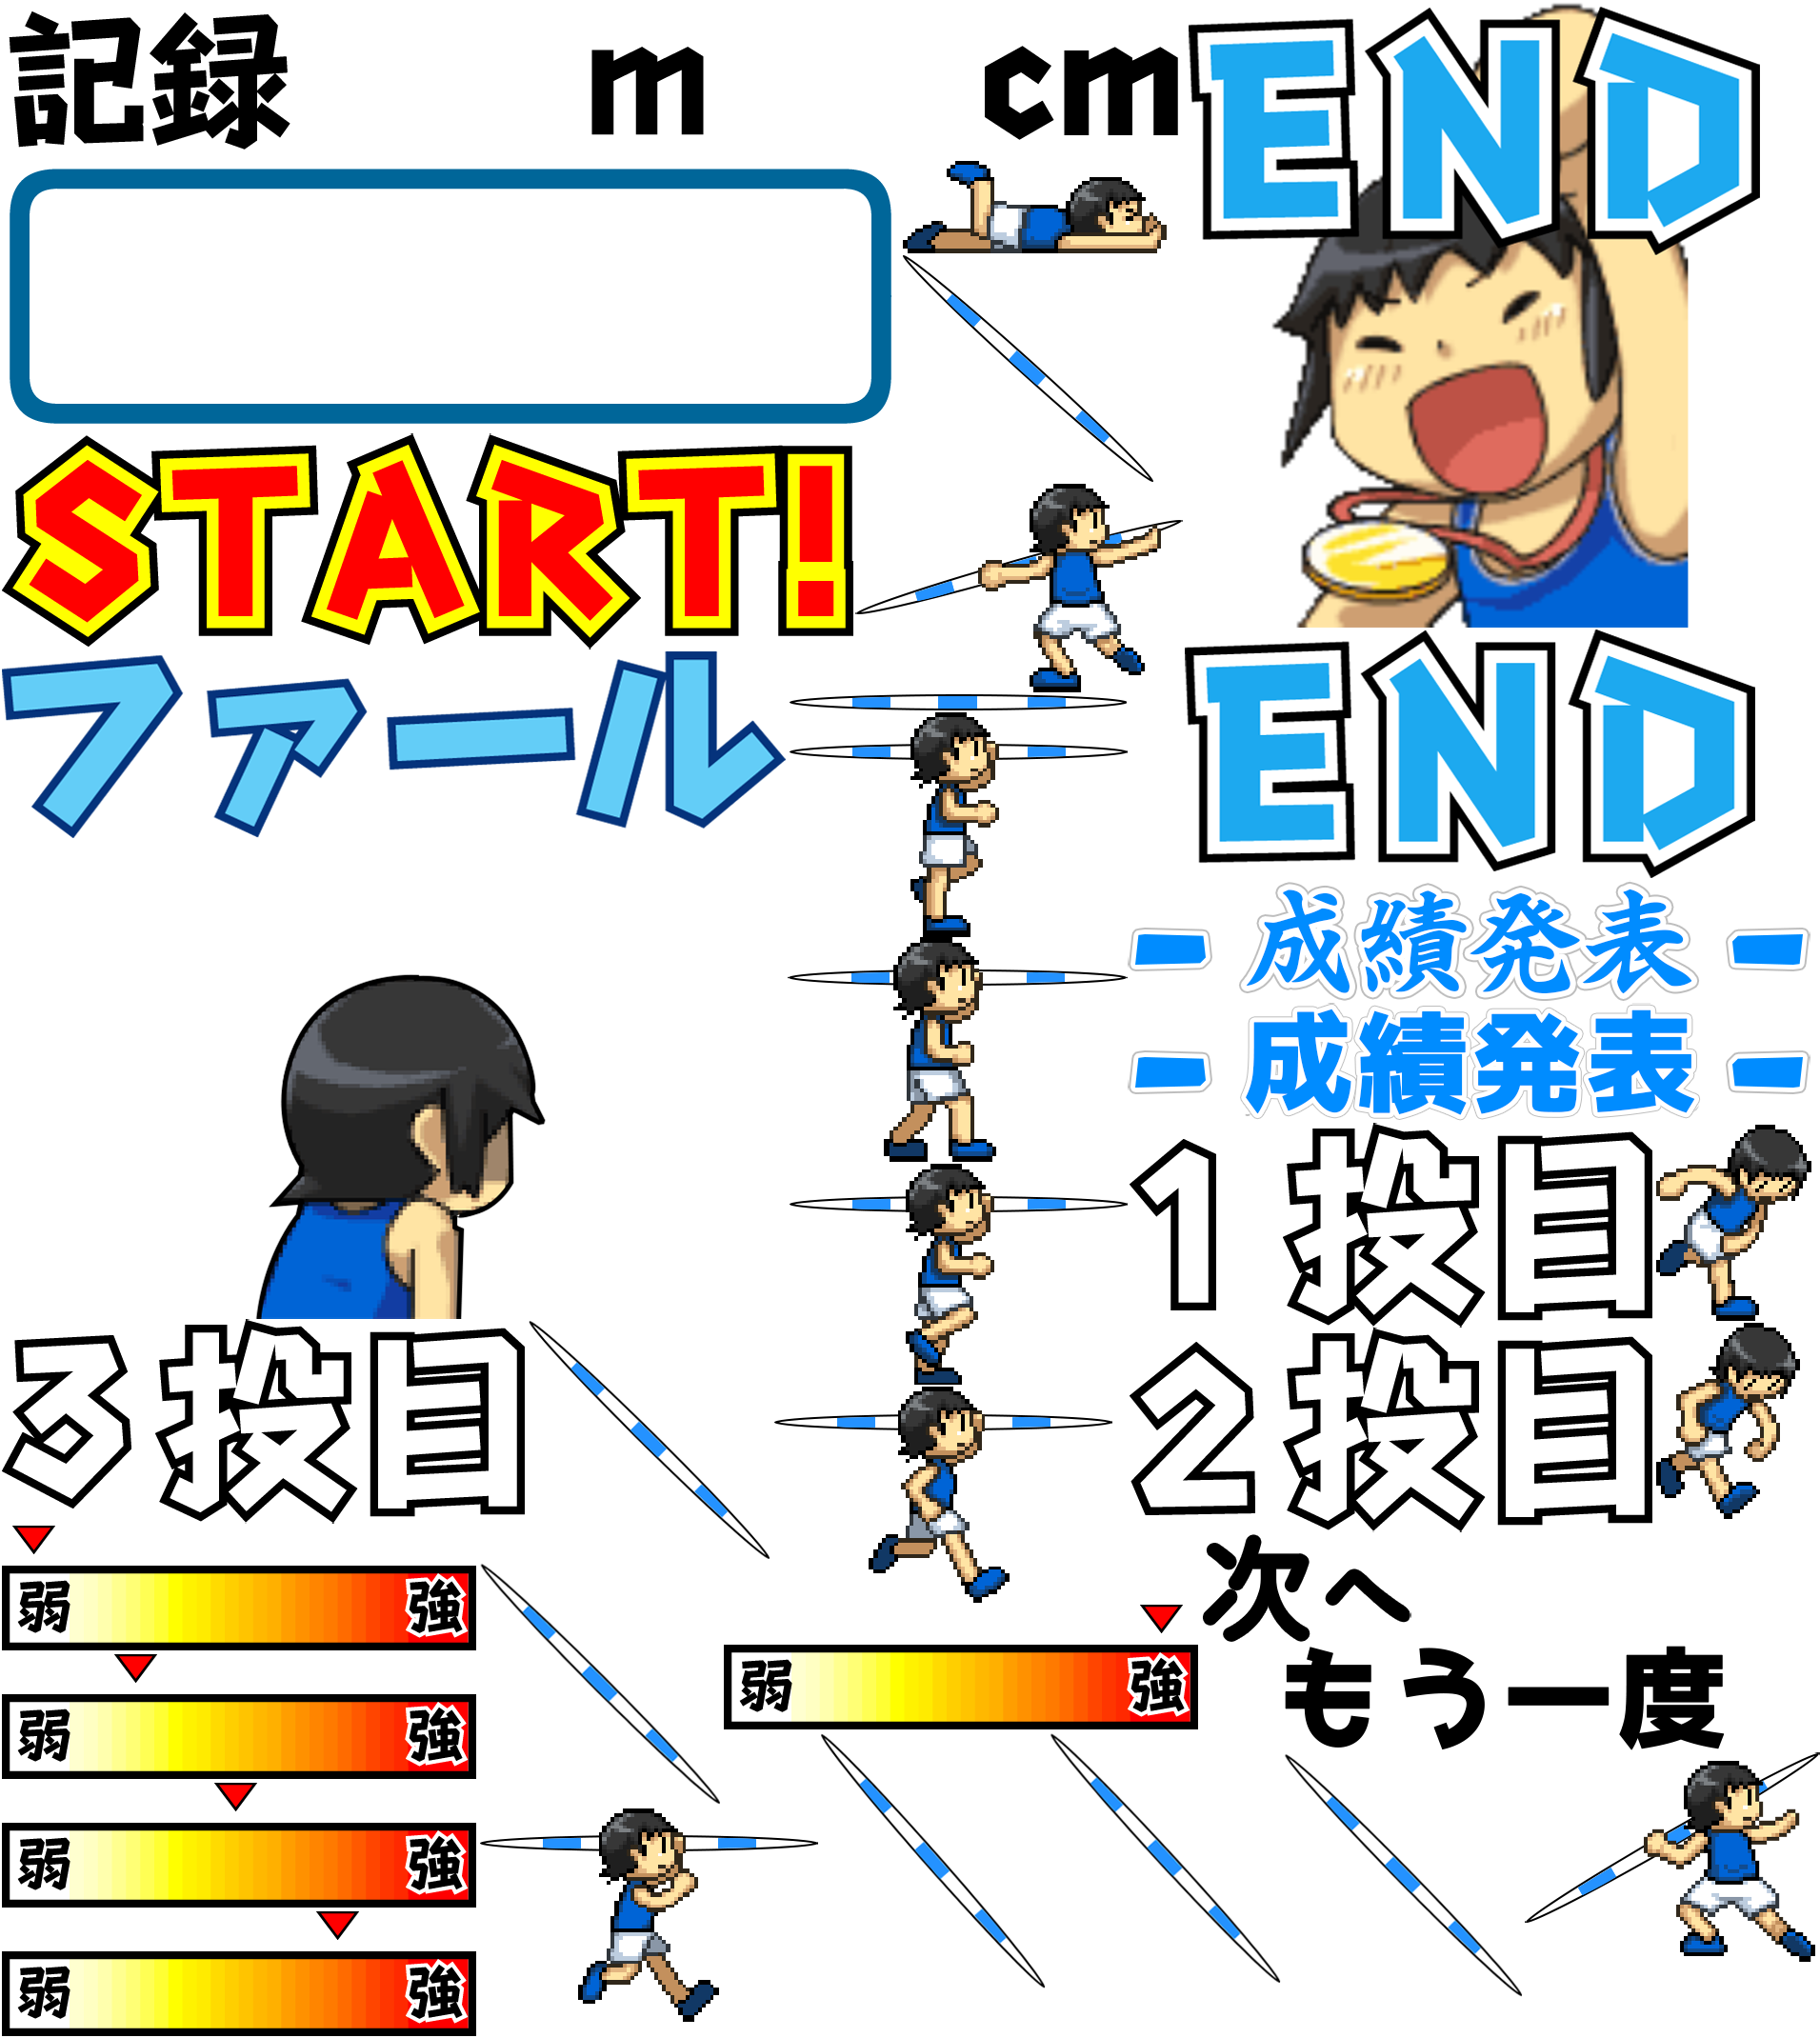 記録 m cm
END
START!
ファール
END
- 成績発表 -
- 成績発表 -
1投目
2投目
3投目
次へ
もう一度
弱 強
弱 強
弱 強
弱 強
弱 強